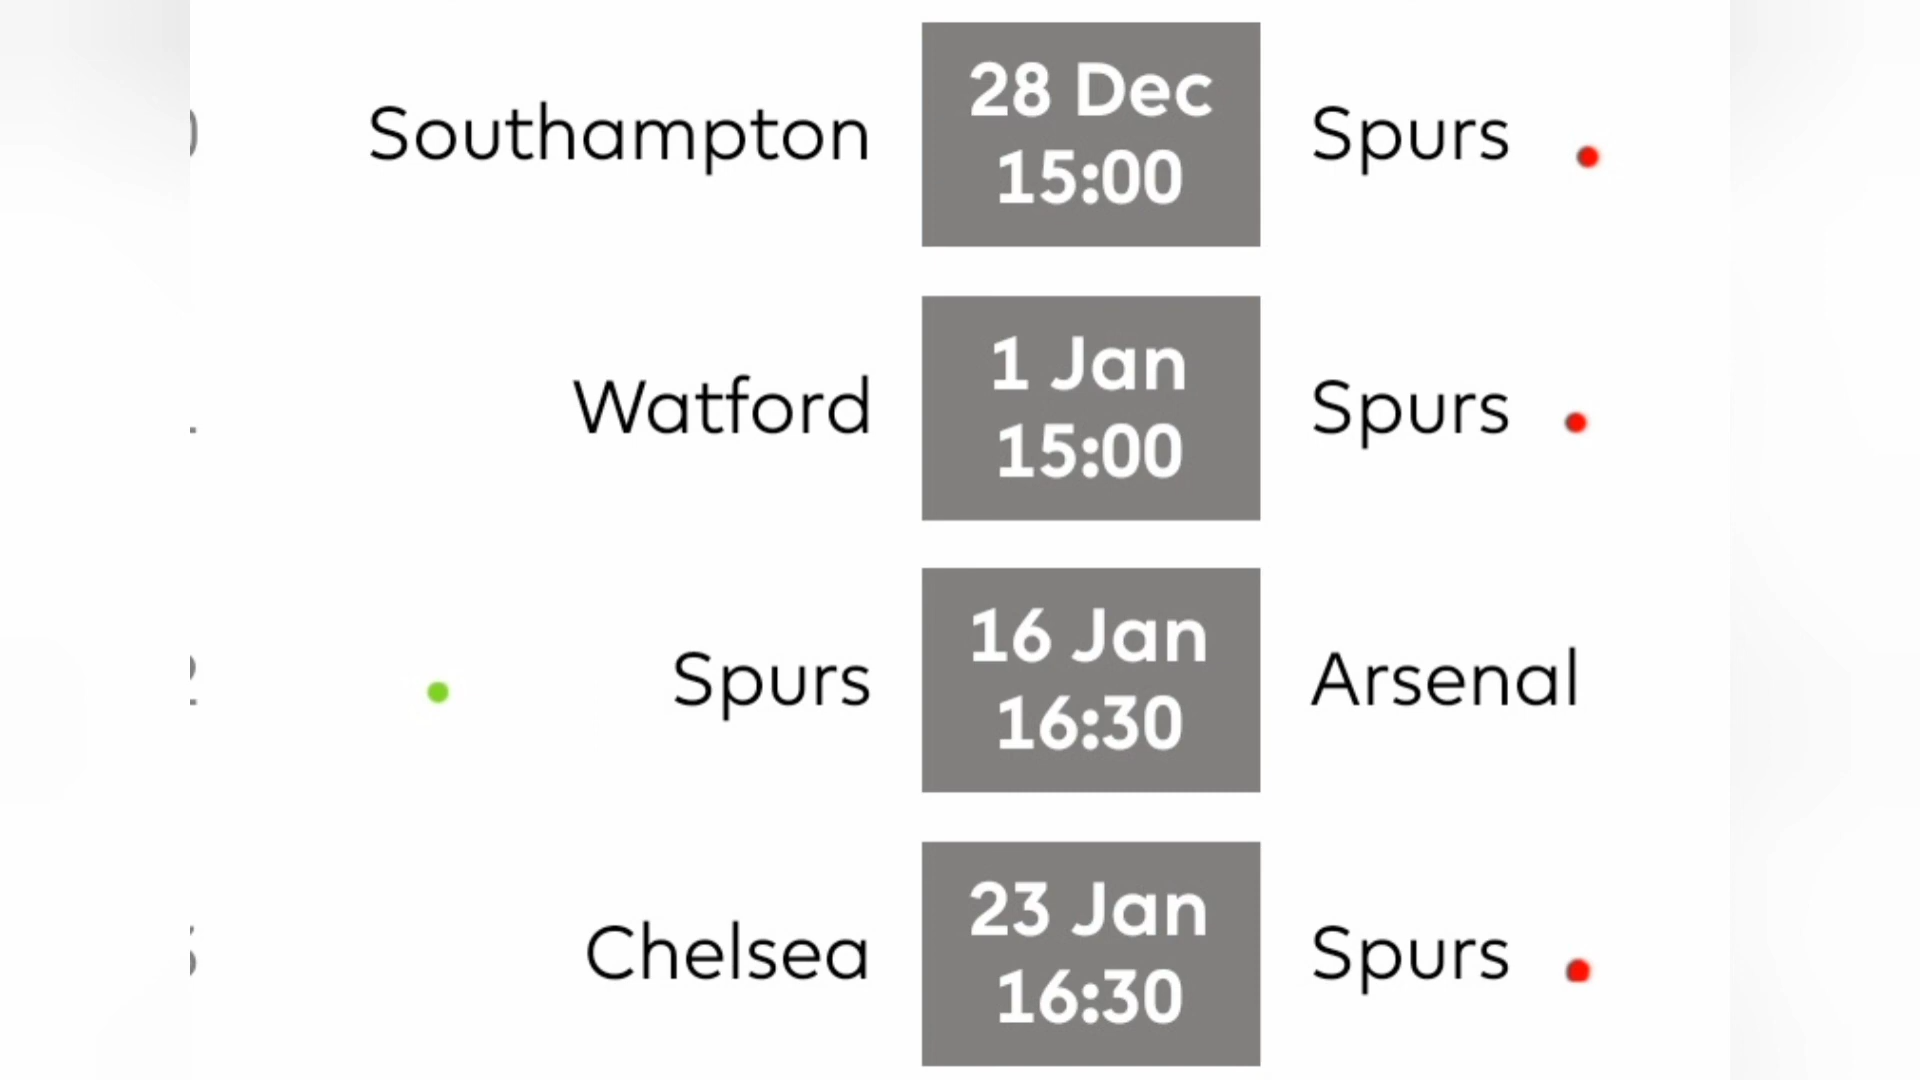 Southampton 28 Dec 15:00 Spurs
Watford 1 Jan 15:00 Spurs
Spurs 16 Jan 16:30 Arsenal
Chelsea 23 Jan 16:30 Spurs